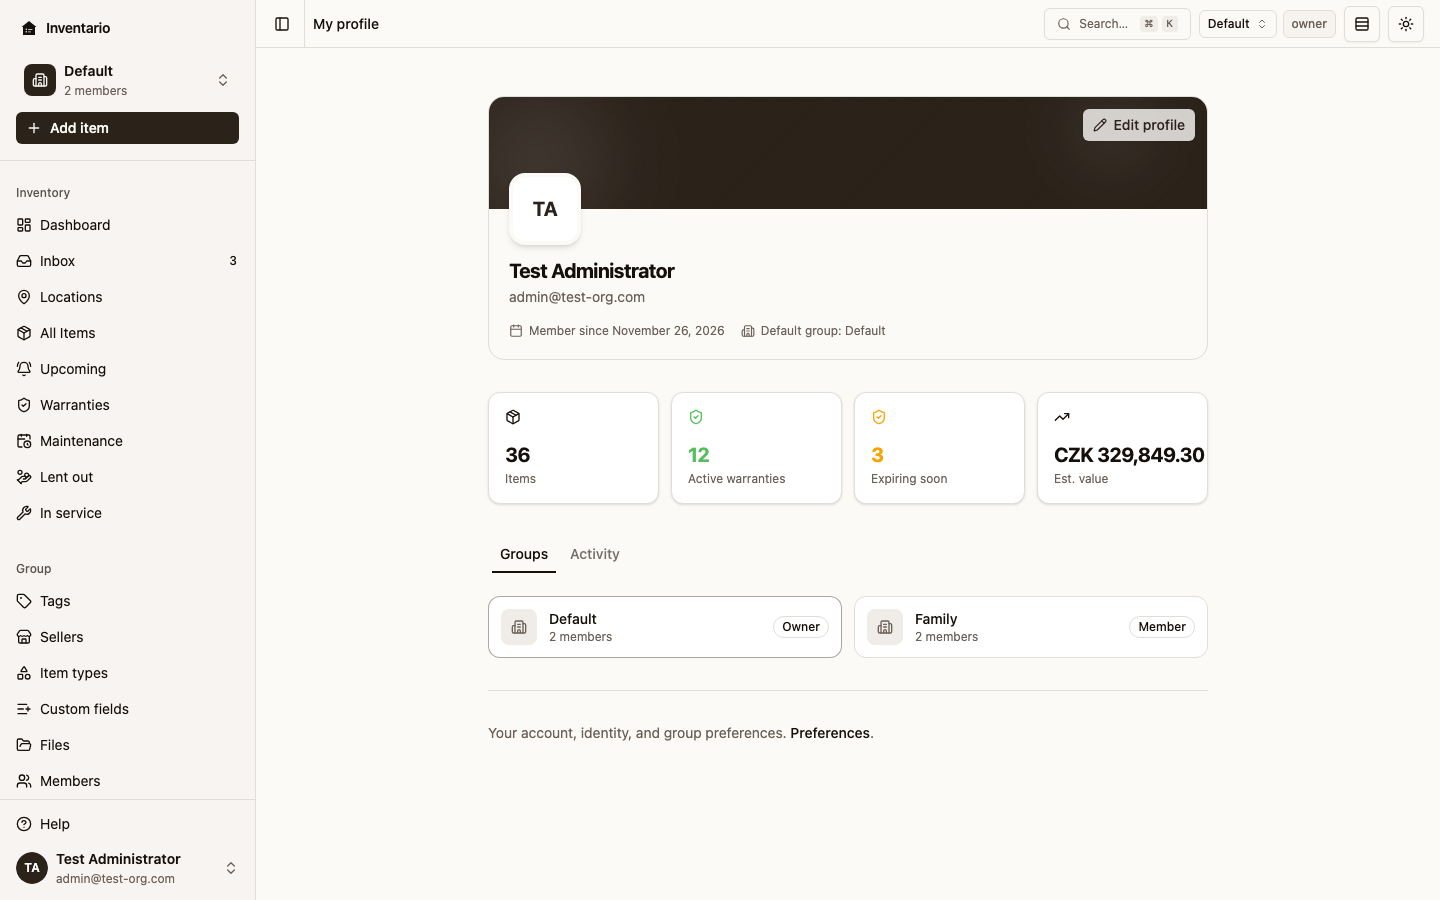 Inventario
Default
2 members
Add item
Inventory
Dashboard
Inbox 3
Locations
All Items
Upcoming
Warranties
Maintenance
Lent out
In service
Group
Tags
Sellers
Item types
Custom fields
Files
Members
Help
TA
Test Administrator
admin@test-org.com
My profile
Search... ⌘ K
Default
owner
Edit profile
TA
Test Administrator
admin@test-org.com
Member since November 26, 2026 Default group: Default
36
Items
12
Active warranties
3
Expiring soon
CZK 329,849.30
Est. value
Groups Activity
Default
2 members
Owner
Family
2 members
Member
Your account, identity, and group preferences. Preferences.